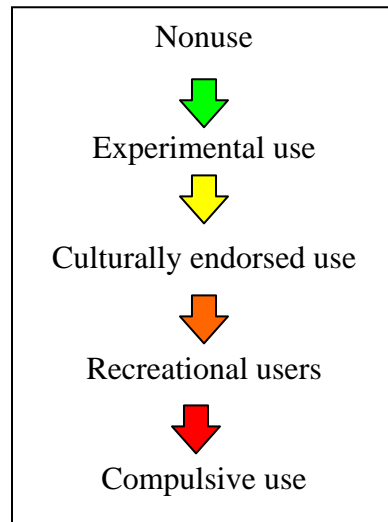 Nonuse
Experimental use
Culturally endorsed use
Recreational users
Compulsive use